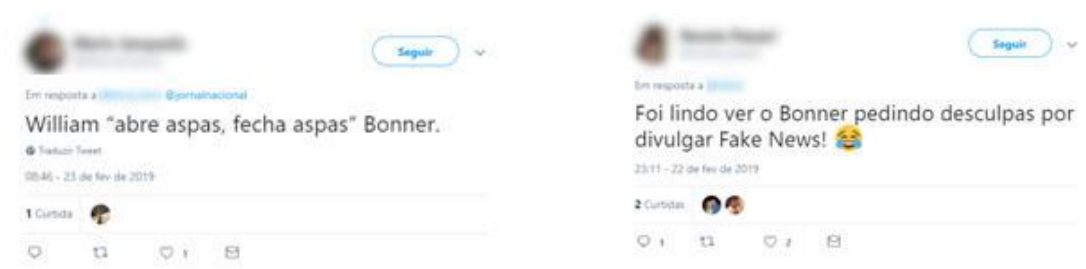 Seguir
Em resposta a @jornalnacional
William “abre aspas, fecha aspas” Bonner.
Traduzir Tweet
08:46 - 23 de fev de 2019
1 Curtida
1
Seguir
Em resposta a
Foi lindo ver o Bonner pedindo desculpas por
divulgar Fake News! 😂
23:11 - 22 de fev de 2019
2 Curtidas
1 2